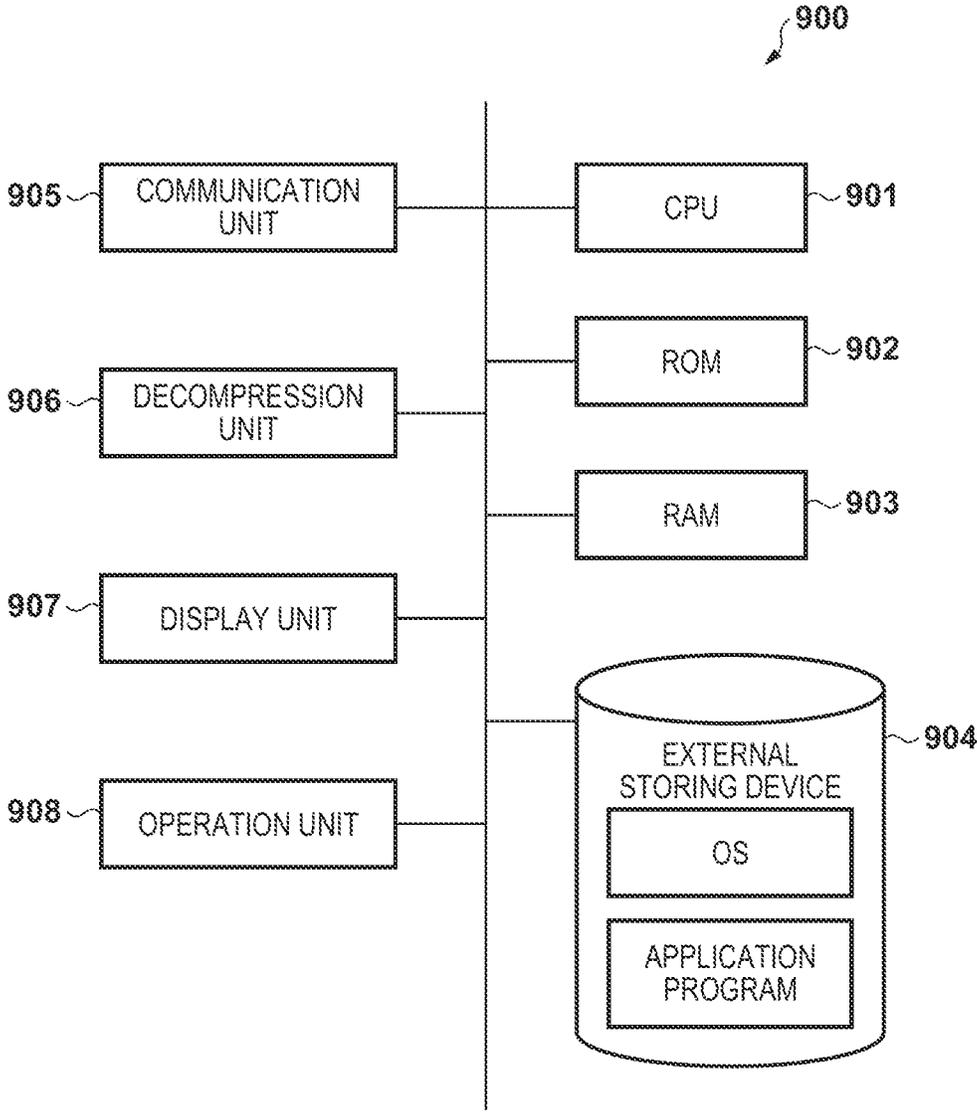 900
905
COMMUNICATION
UNIT
CPU
901
906
DECOMPRESSION
UNIT
ROM
902
RAM
903
907
DISPLAY UNIT
904
EXTERNAL
STORING DEVICE
908
OPERATION UNIT
OS
APPLICATION
PROGRAM